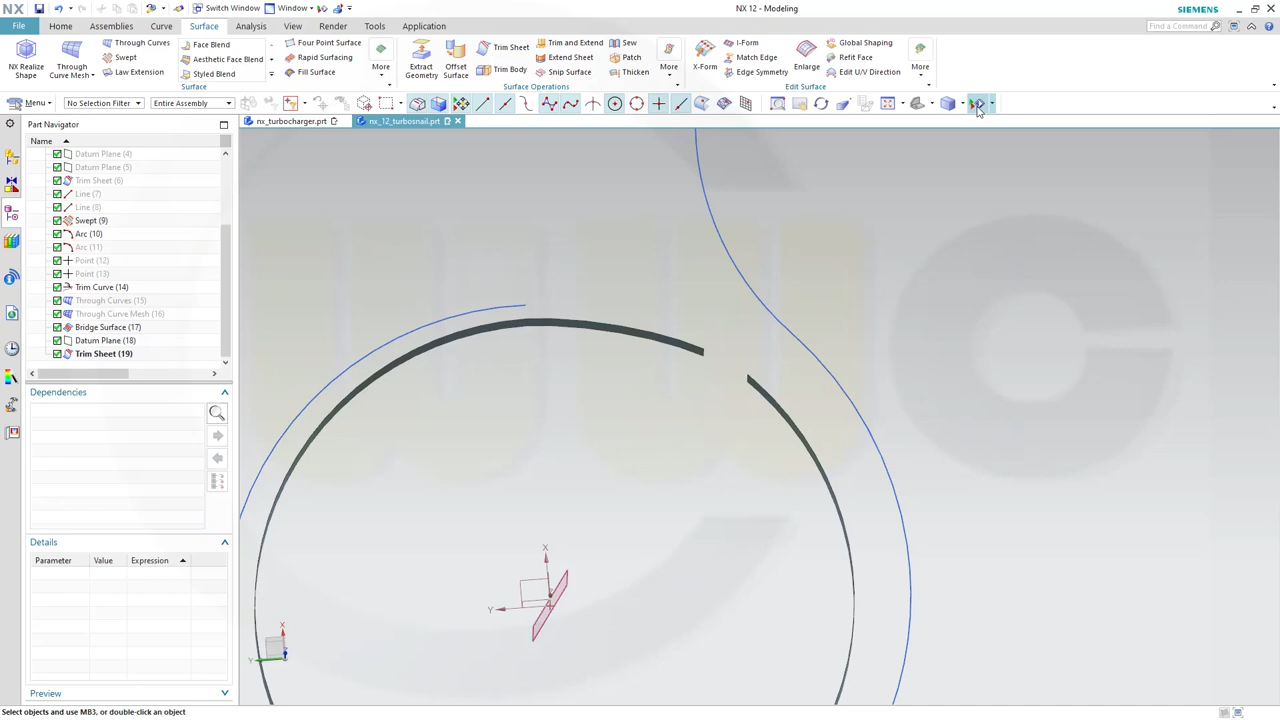 NX
Switch Window
Window
NX 12 - Modeling
SIEMENS
File
Home
Assemblies
Curve
Surface
Analysis
View
Render
Tools
Application
Find a Command
NX Realize Shape
Through Curve Mesh
Through Curves
Swept
Law Extension
Face Blend
Aesthetic Face Blend
Styled Blend
Four Point Surface
Rapid Surfacing
Fill Surface
More
Surface
Extract Geometry
Offset Surface
Trim Sheet
Trim Body
Trim and Extend
Extend Sheet
Snip Surface
Sew
Patch
Thicken
More
Surface Operations
X-Form
I-Form
Match Edge
Edge Symmetry
Enlarge
Global Shaping
Refit Face
Edit U/V Direction
More
Edit Surface
Menu
No Selection Filter
Entire Assembly
Part Navigator
nx_turbocharger.prt
nx_12_turbosnail.prt
Name
Datum Plane (4)
Datum Plane (5)
Trim Sheet (6)
Line (7)
Line (8)
Swept (9)
Arc (10)
Arc (11)
Point (12)
Point (13)
Trim Curve (14)
Through Curves (15)
Through Curve Mesh (16)
Bridge Surface (17)
Datum Plane (18)
Trim Sheet (19)
Dependencies
Details
Parameter
Value
Expression
Preview
X
Y
X
Y
Select objects and use MB3, or double-click an object